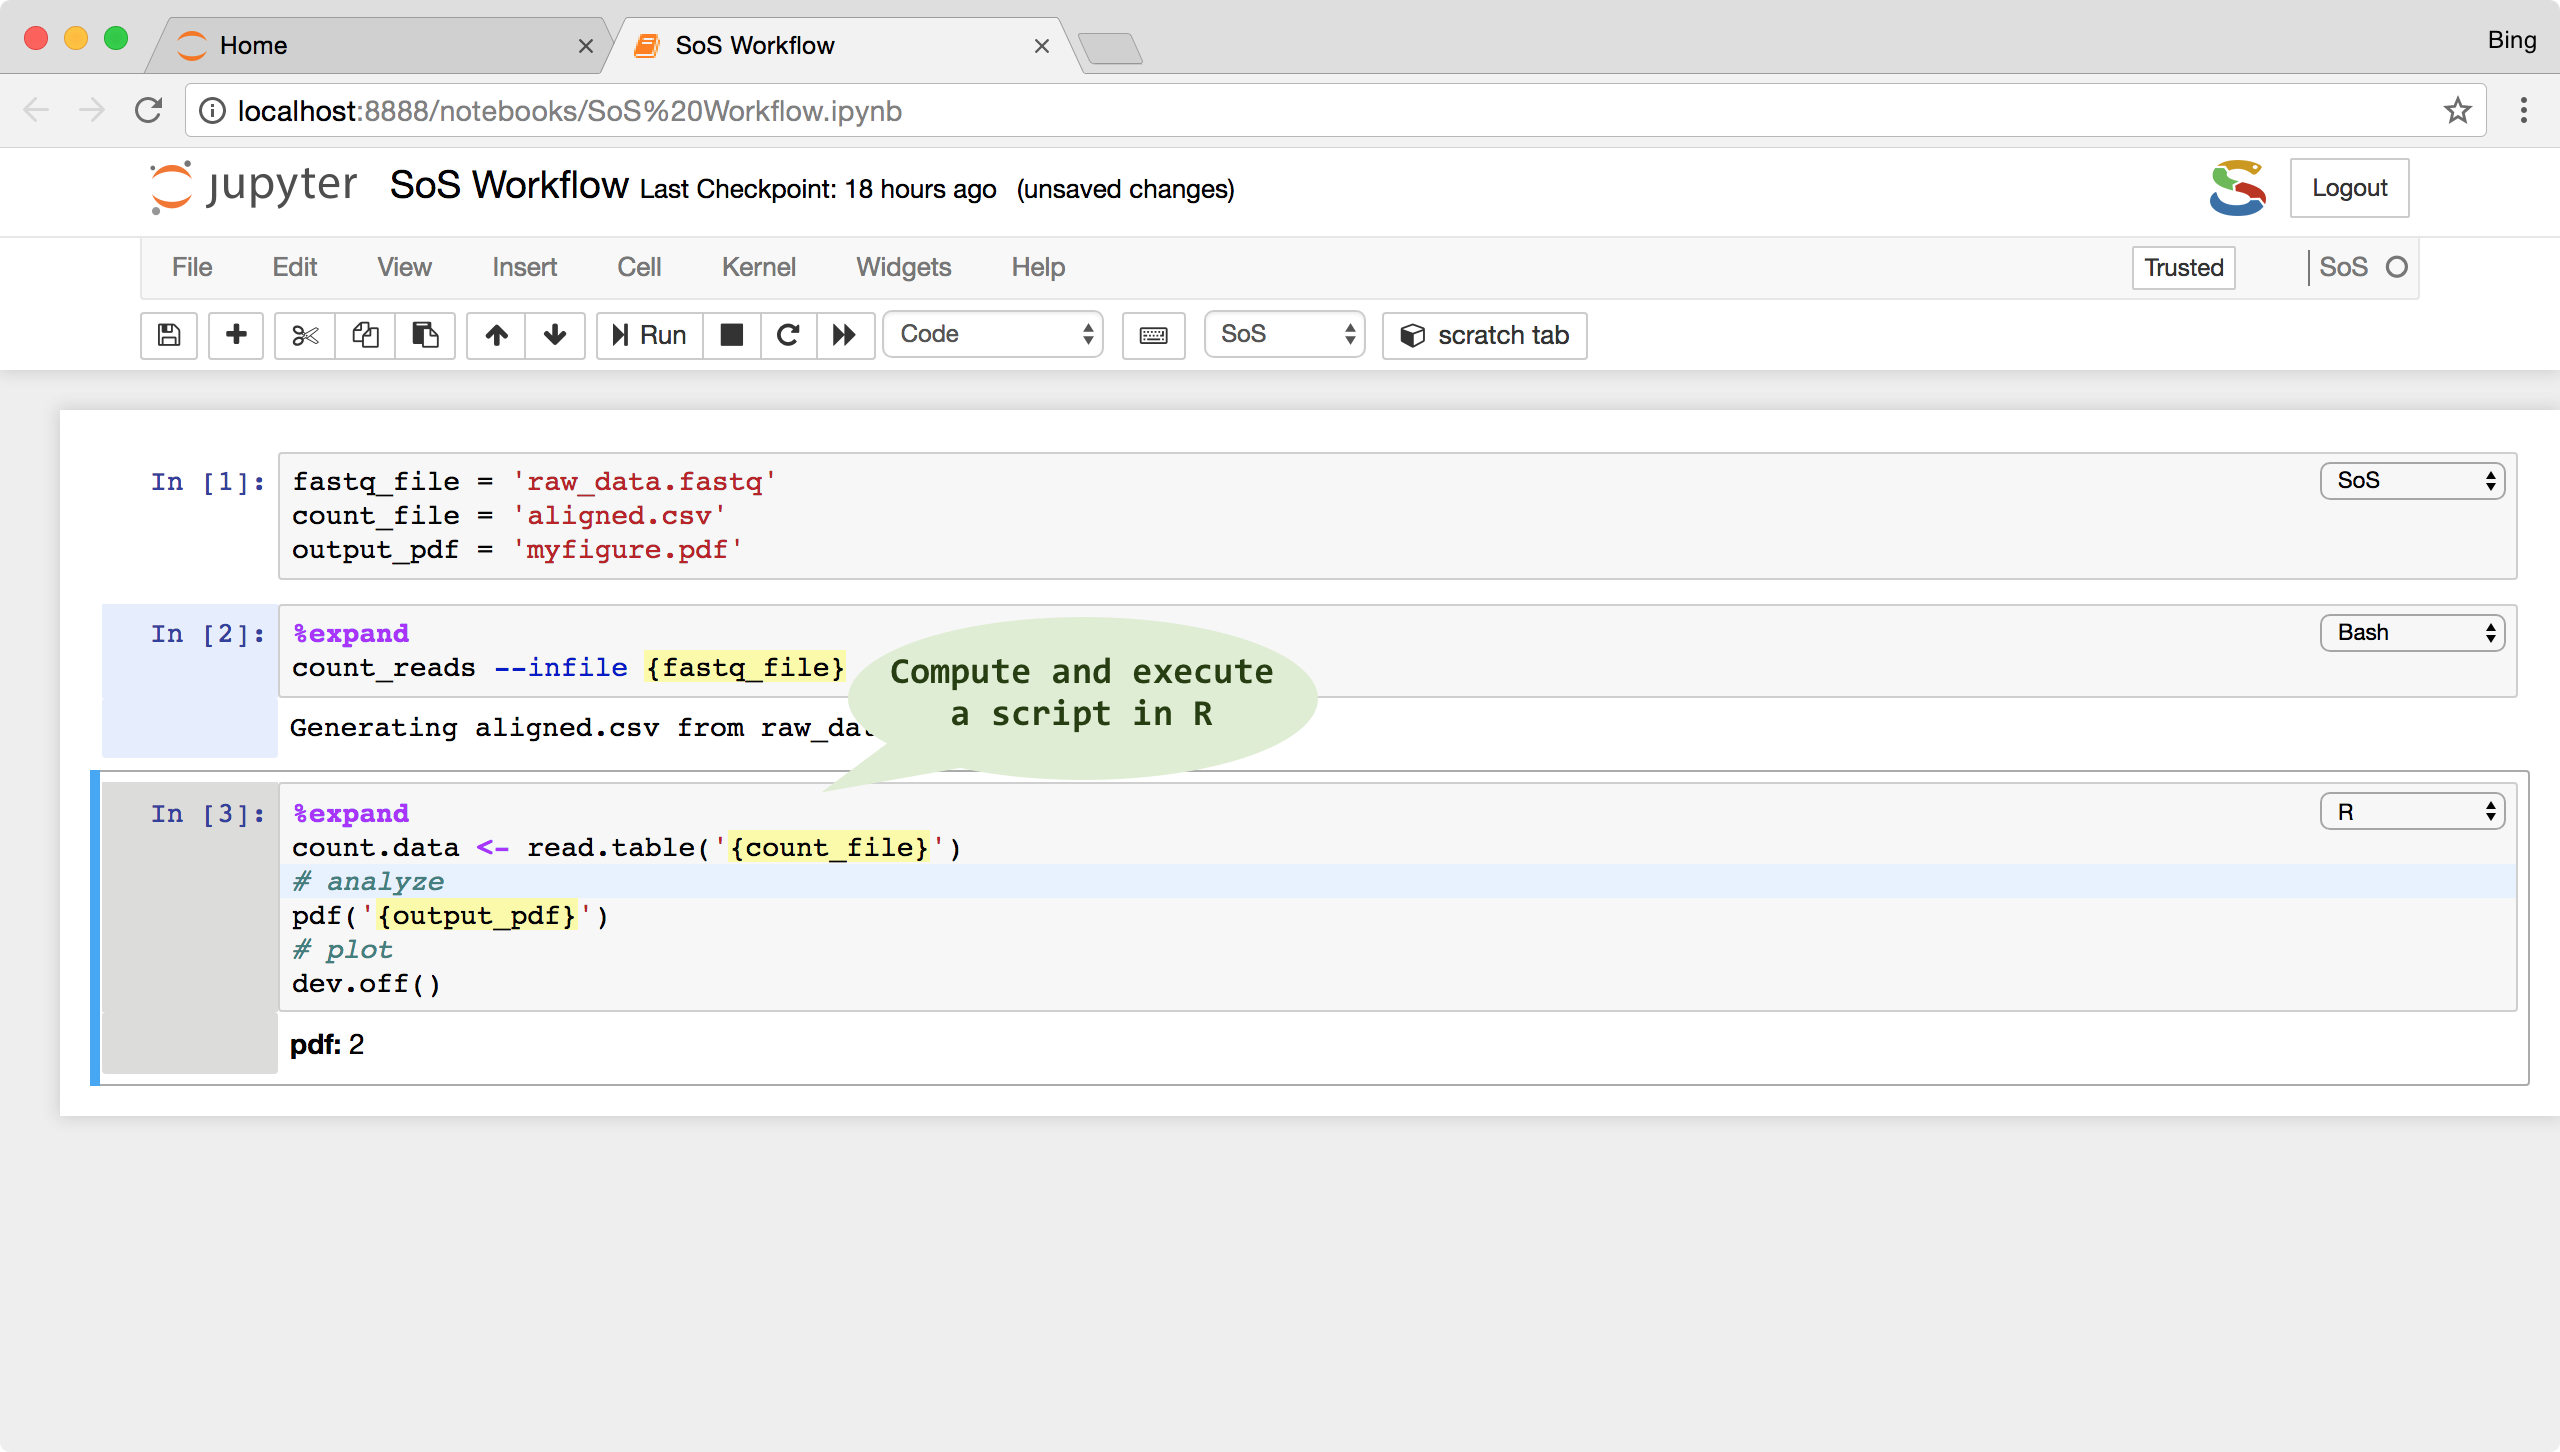 Home
SoS Workflow
Bing
localhost:8888/notebooks/SoS%20Workflow.ipynb
jupyter SoS Workflow Last Checkpoint: 18 hours ago (unsaved changes)
Logout
File Edit View Insert Cell Kernel Widgets Help
Trusted
SoS
Run
Code
SoS
scratch tab
In [1]:
fastq_file = 'raw_data.fastq'
count_file = 'aligned.csv'
output_pdf = 'myfigure.pdf'
SoS
In [2]:
%expand
count_reads --infile {fastq_file}
Bash
Generating aligned.csv from
Compute and execute
a script in R
In [3]:
%expand
count.data <- read.table('{count_file}')
# analyze
pdf('{output_pdf}')
# plot
dev.off()
R
pdf: 2